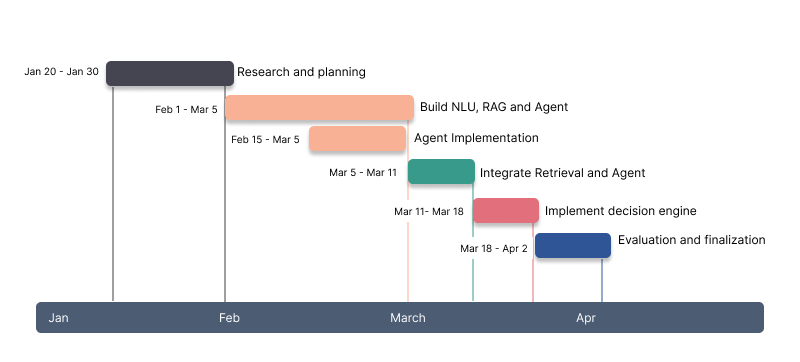 Jan 20 - Jan 30
Research and planning
Feb 1 - Mar 5
Build NLU, RAG and Agent
Feb 15 - Mar 5
Agent Implementation
Mar 5 - Mar 11
Integrate Retrieval and Agent
Mar 11- Mar 18
Implement decision engine
Mar 18 - Apr 2
Evaluation and finalization
Jan
Feb
March
Apr